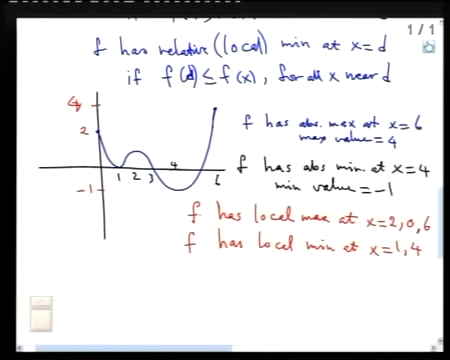 1/1
f has relative (local) min at x=d
if f(d) ≤ f(x), for all x near d
4
2
-1
1 2 3 4 6
f has abs. max at x=6
max value = 4
f has abs min. at x=4
min value = -1
f has local max at x=2,0,6
f has local min at x=1,4